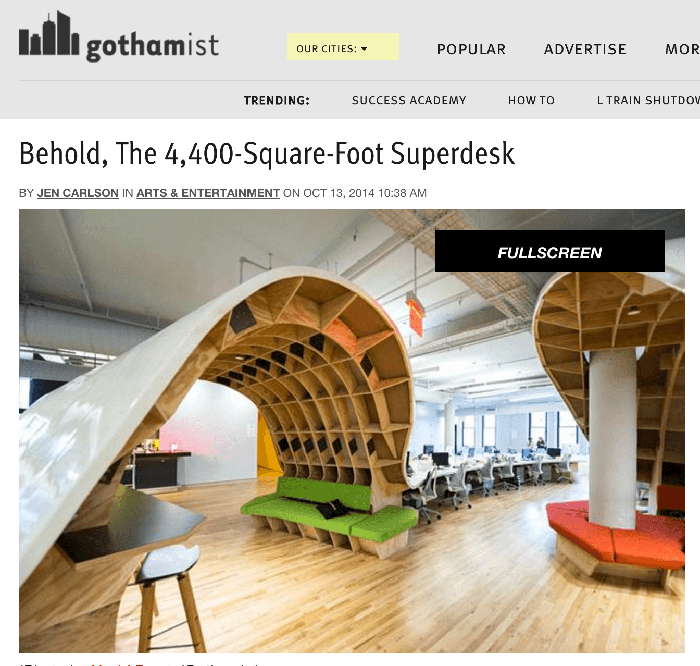 gothamist
OUR CITIES: ▾
POPULAR
ADVERTISE
MOR
TRENDING:
SUCCESS ACADEMY
HOW TO
L TRAIN SHUTDOW
Behold, The 4,400-Square-Foot Superdesk
BY JEN CARLSON IN ARTS & ENTERTAINMENT ON OCT 13, 2014 10:38 AM
FULLSCREEN